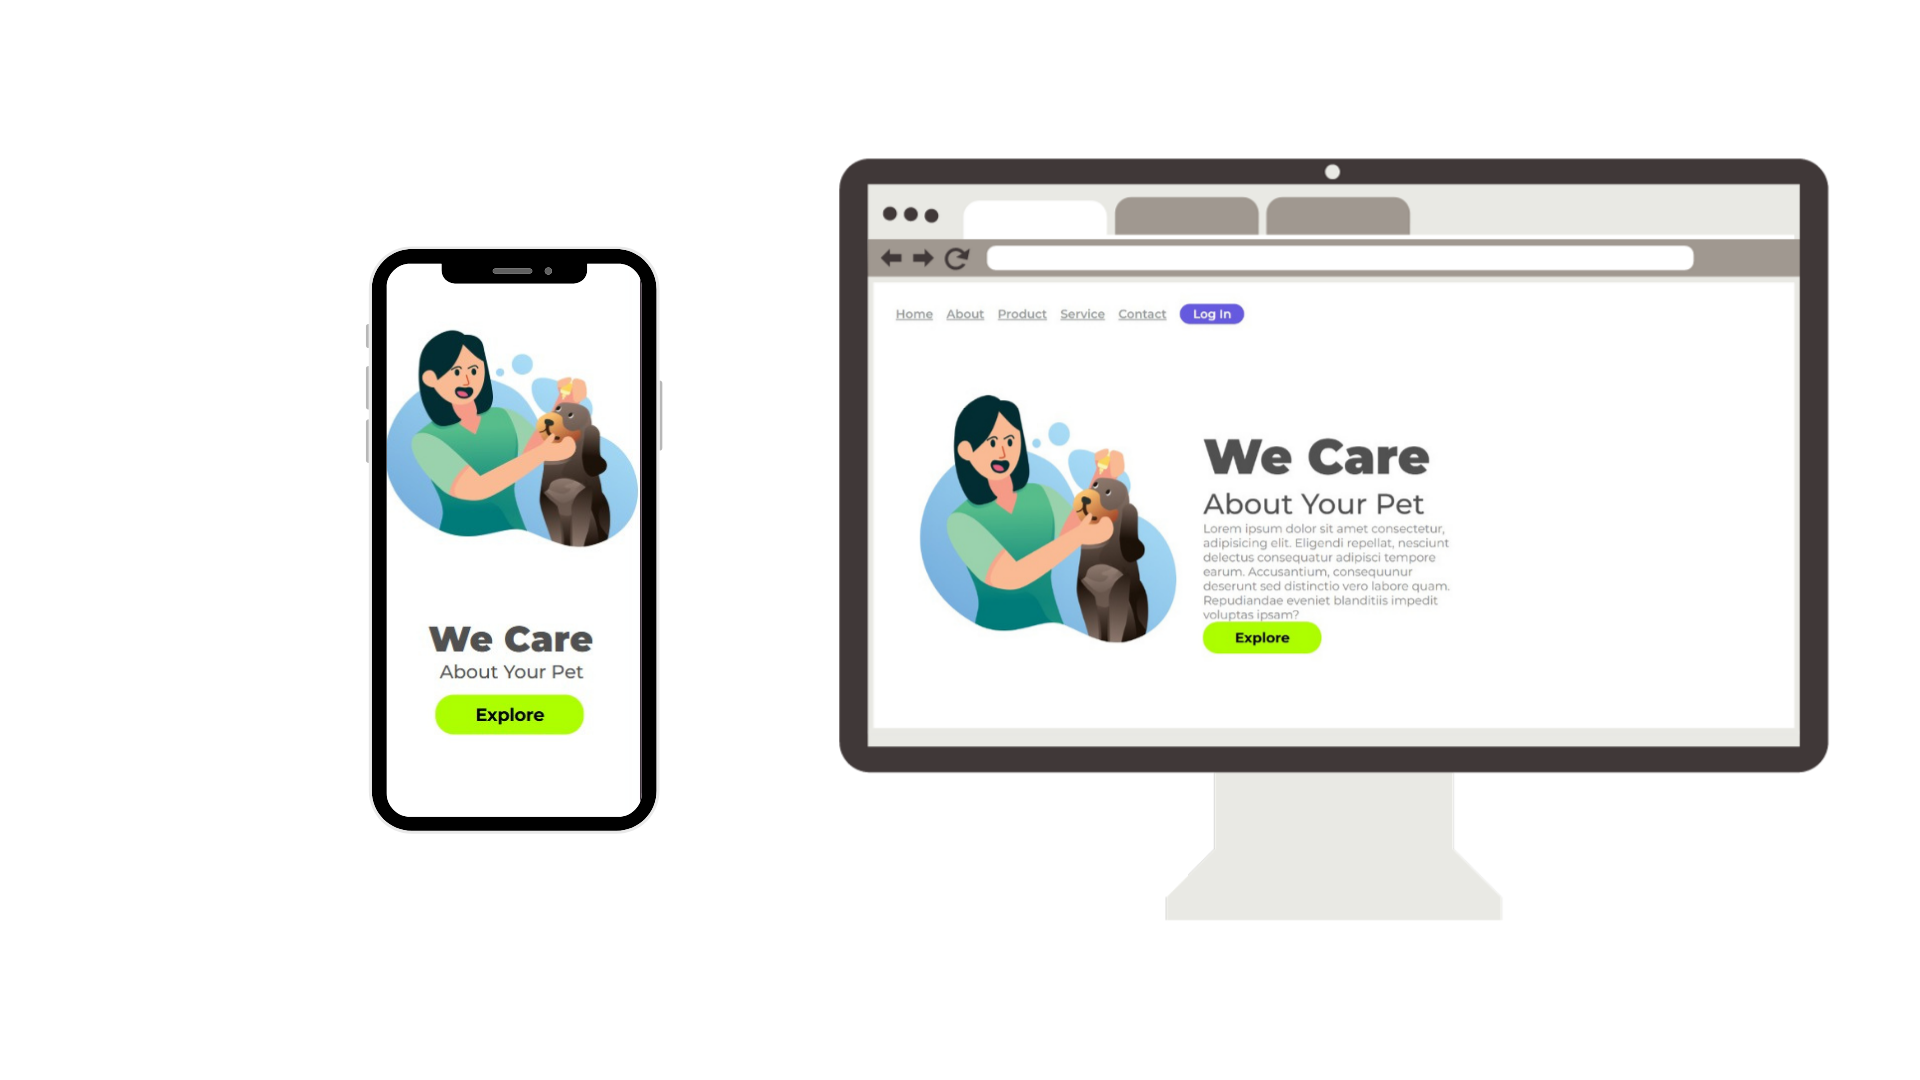 We Care
About Your Pet
Explore
Home About Product Service Contact Log In
We Care
About Your Pet
Lorem ipsum dolor sit amet consectetur,
adipisicing elit. Eligendi repellat, nesciunt
delectus consequatur adipisci tempore
earum. Accusantium, consequunur
deserunt sed distinctio vero labore quam.
Repudiandae eveniet blanditiis impedit
voluptas ipsam?
Explore